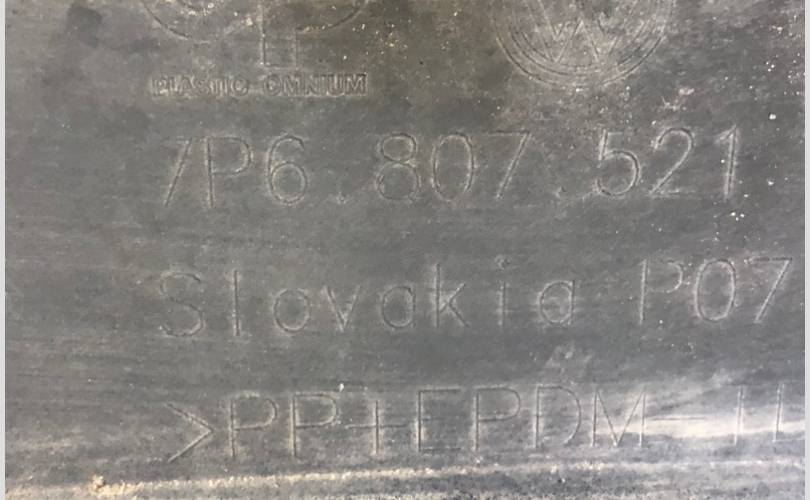 PLASTIC OMNIUM
7P6.807.521
Slovakia P07
>PP+EPDM-